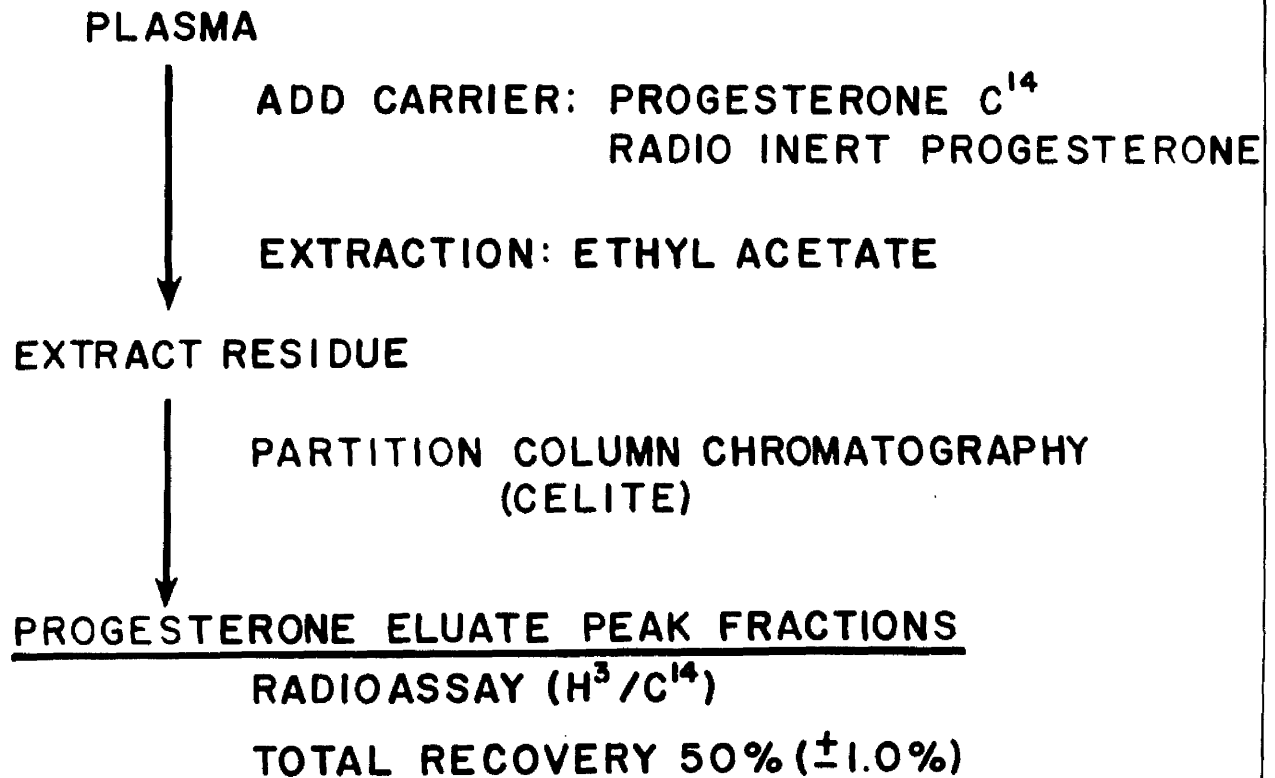 PLASMA
ADD CARRIER: PROGESTERONE C¹⁴
RADIO INERT PROGESTERONE
EXTRACTION: ETHYL ACETATE
EXTRACT RESIDUE
PARTITION COLUMN CHROMATOGRAPHY
(CELITE)
PROGESTERONE ELUATE PEAK FRACTIONS
RADIOASSAY (H³/C¹⁴)
TOTAL RECOVERY 50% (±1.0%)